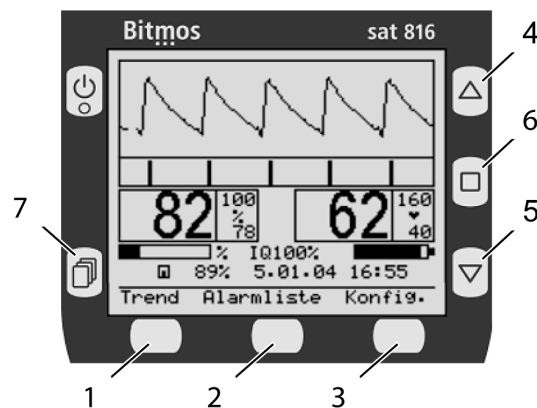 Bitmos sat 816
4
6
7
82 100 % 78 62 160 ♥ 40
% IQ100%
89% 5.01.04 16:55
5
Trend Alarmliste Konfig.
1 2 3